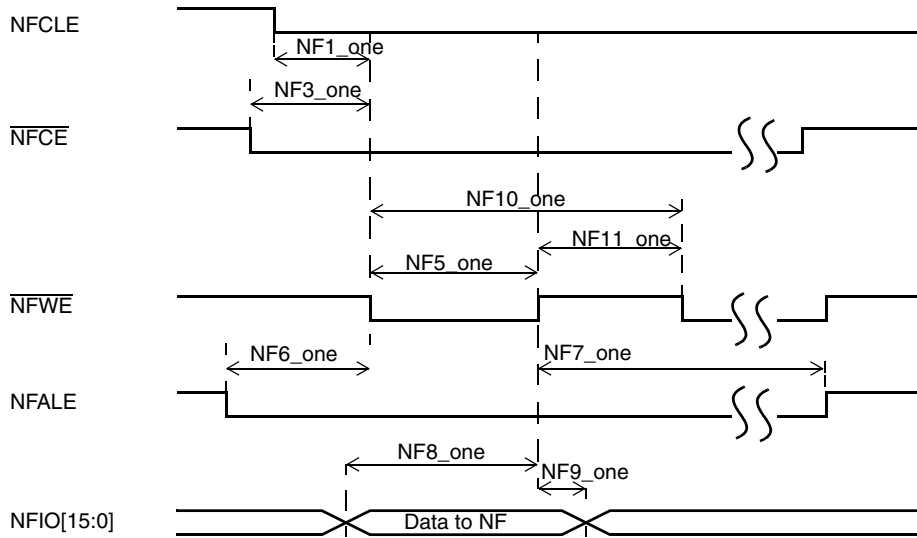 NFCLE
NF1_one
NF3_one
NFCE
NF10_one
NF11_one
NF5_one
NFWE
NF6_one
NF7_one
NFALE
NF8_one
NF9_one
NFIO[15:0]
Data to NF